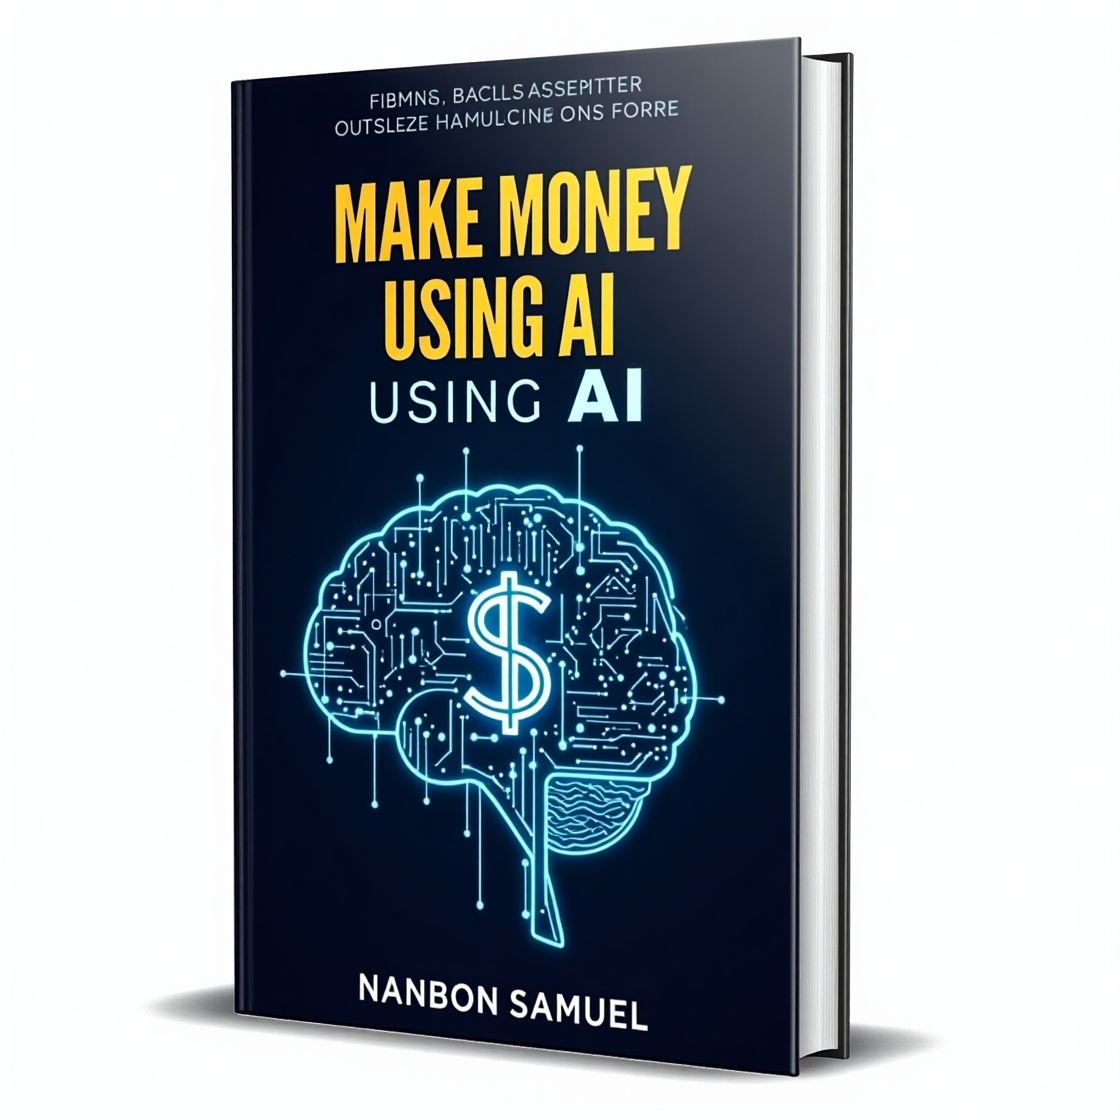 FIBMNS, BACLLS ASSEPITTER
OUTSLEZE HAMULCINE ONS FORRE
MAKE MONEY
USING AI
USING AI
$
NANBON SAMUEL